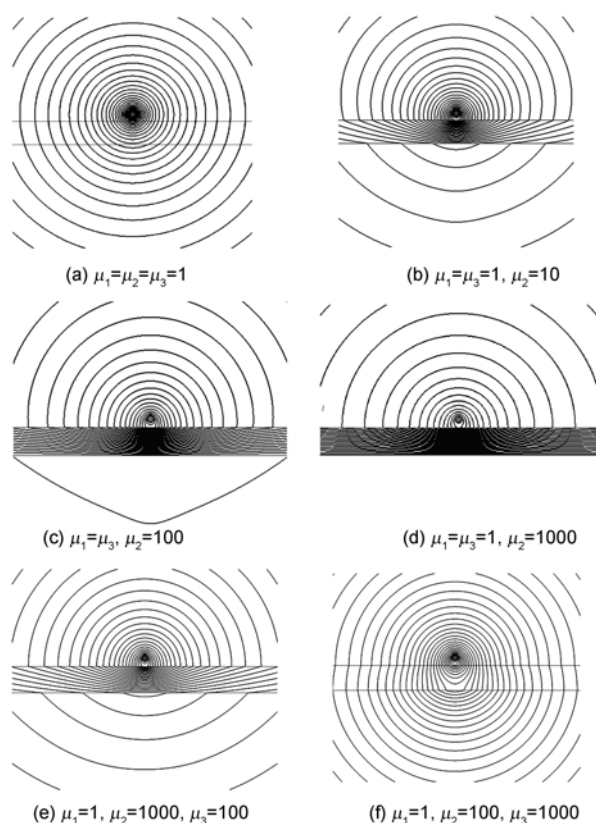 (a) μ₁=μ₂=μ₃=1
(b) μ₁=μ₃=1, μ₂=10
(c) μ₁=μ₃, μ₂=100
(d) μ₁=μ₃=1, μ₂=1000
(e) μ₁=1, μ₂=1000, μ₃=100
(f) μ₁=1, μ₂=100, μ₃=1000